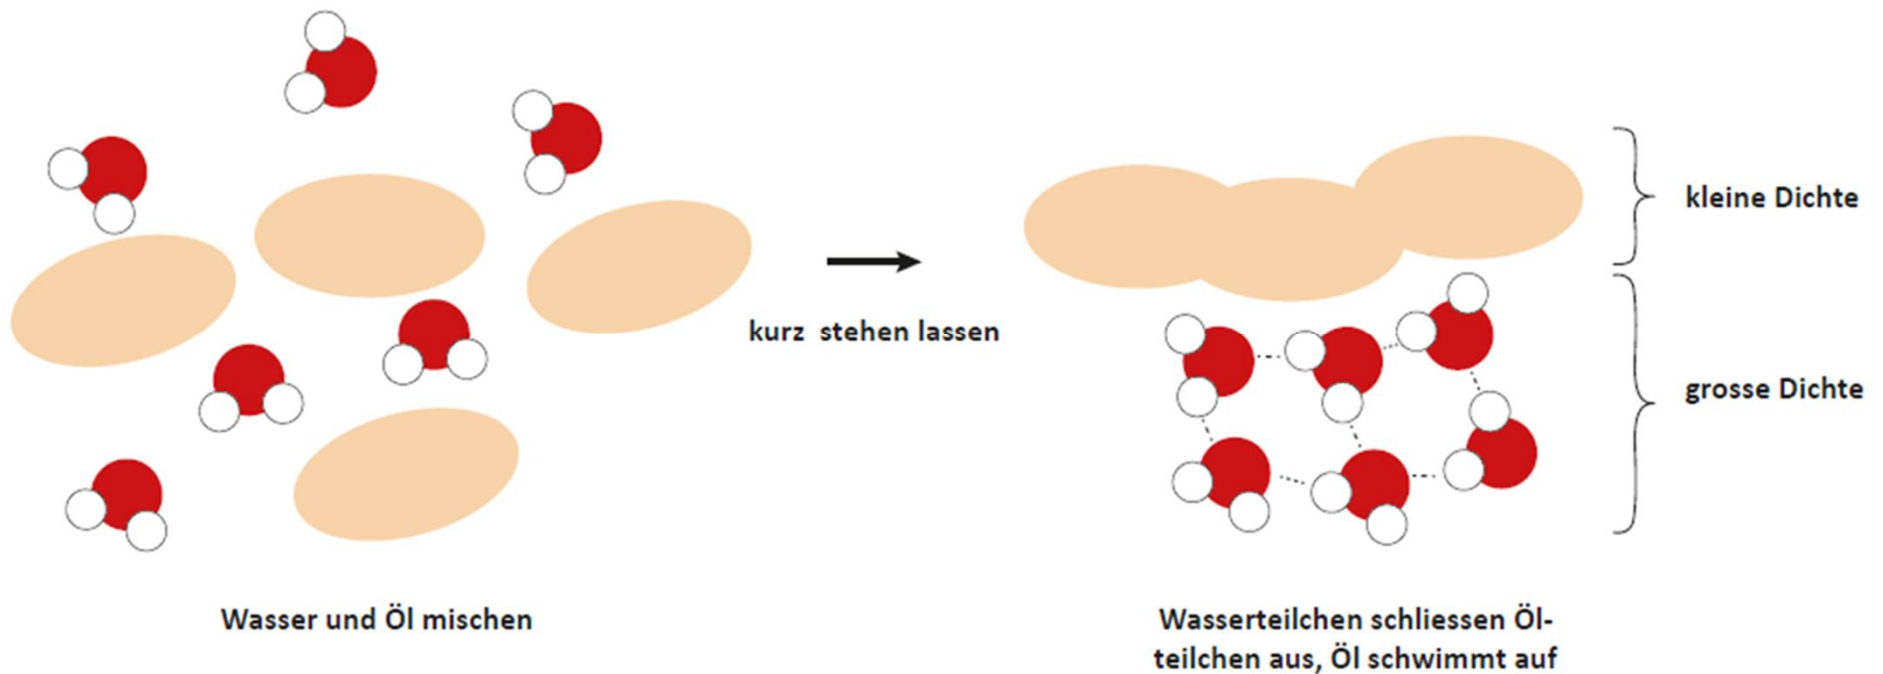 kleine Dichte
kurz stehen lassen
grosse Dichte
Wasser und Öl mischen
Wasserteilchen schliessen Öl-
teilchen aus, Öl schwimmt auf